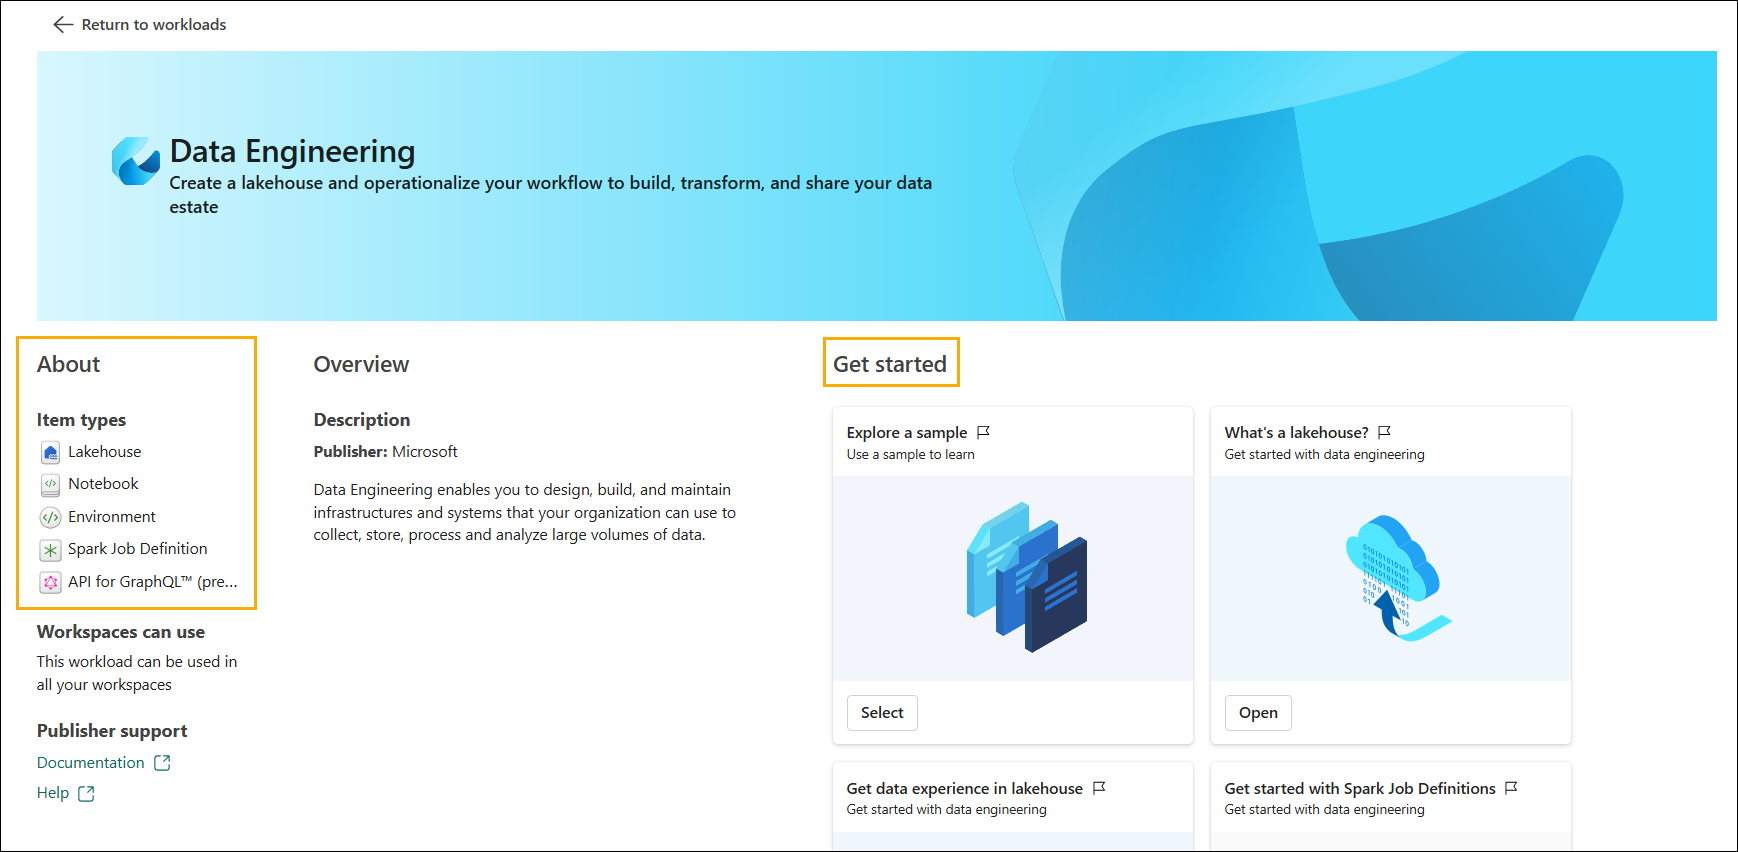 Return to workloads
Data Engineering
Create a lakehouse and operationalize your workflow to build, transform, and share your data
estate
About
Item types
Lakehouse
Notebook
Environment
Spark Job Definition
API for GraphQL™ (pre...
Workspaces can use
This workload can be used in
all your workspaces
Publisher support
Documentation
Help
Overview
Description
Publisher: Microsoft
Data Engineering enables you to design, build, and maintain
infrastructures and systems that your organization can use to
collect, store, process and analyze large volumes of data.
Get started
Explore a sample
Use a sample to learn
Select
What's a lakehouse?
Get started with data engineering
010101010101
010101010101
Open
Get data experience in lakehouse
Get started with data engineering
Get started with Spark Job Definitions
Get started with data engineering